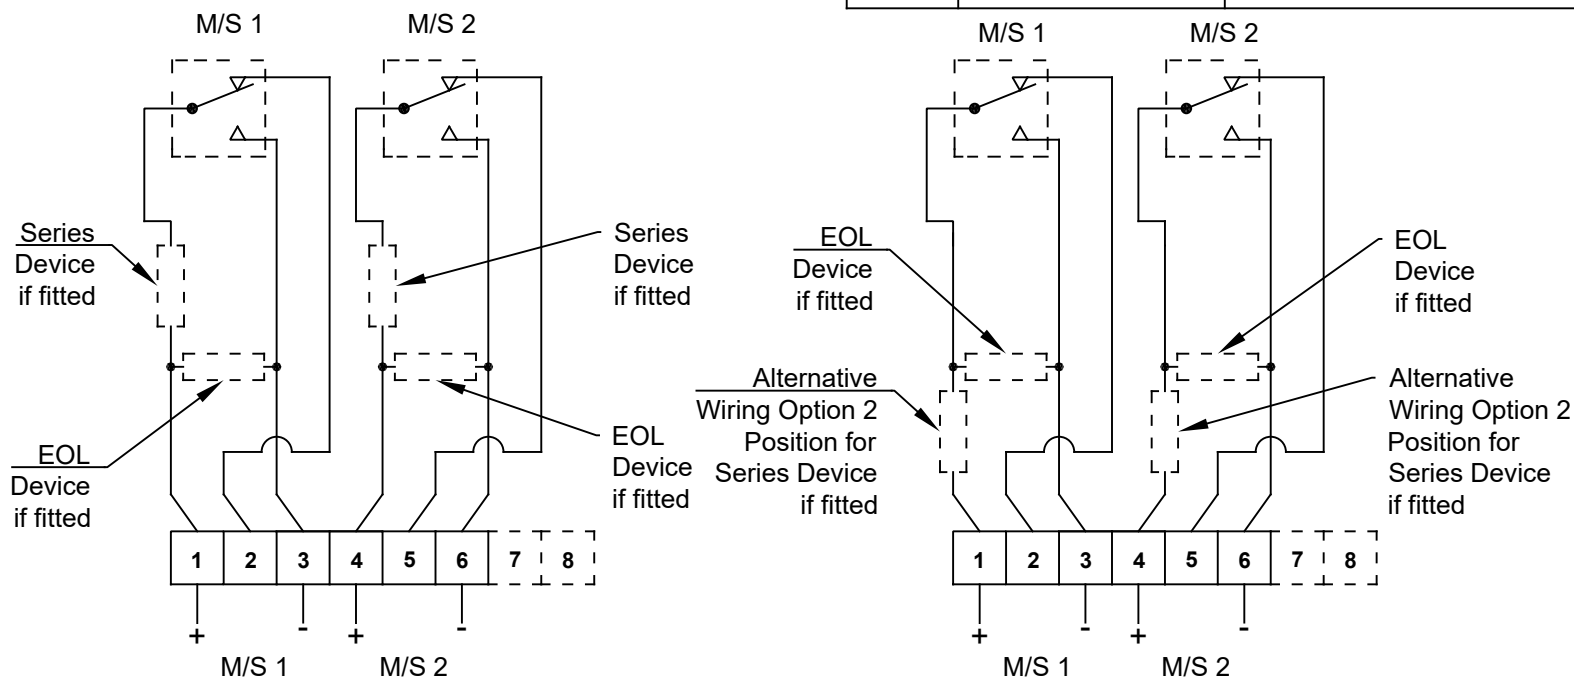 M/S 1
M/S 2
Series
Device
if fitted
Series
Device
if fitted
EOL
Device
if fitted
EOL
Device
if fitted
1 2 3 4 5 6 7 8
+ - + -
M/S 1
M/S 2
M/S 1
M/S 2
EOL
Device
if fitted
EOL
Device
if fitted
Alternative
Wiring Option 2
Position for
Series Device
if fitted
Alternative
Wiring Option 2
Position for
Series Device
if fitted
1 2 3 4 5 6 7 8
+ - + -
M/S 1
M/S 2